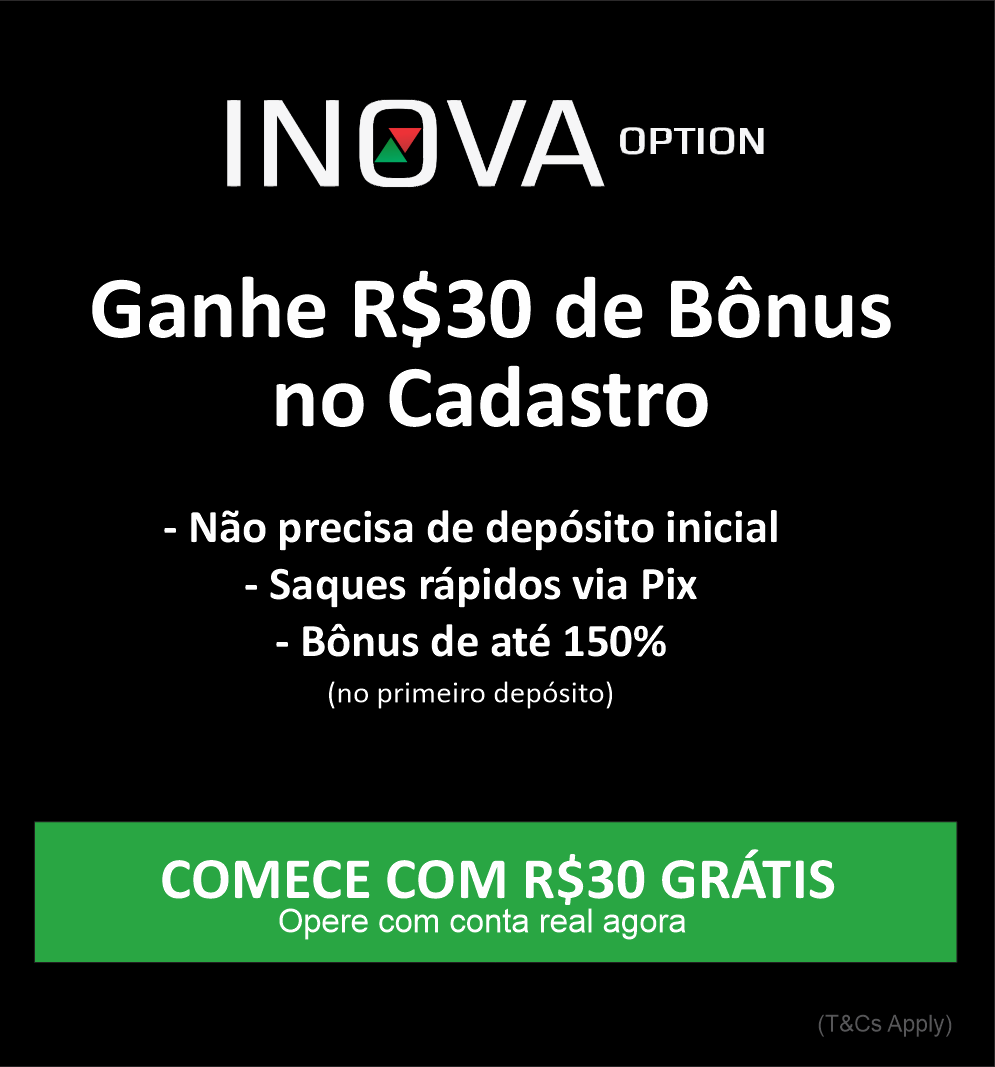 INOVA OPTION
Ganhe R$30 de Bônus
no Cadastro
- Não precisa de depósito inicial
- Saques rápidos via Pix
- Bônus de até 150%
(no primeiro depósito)
COMECE COM R$30 GRÁTIS
Opere com conta real agora
(T&Cs Apply)